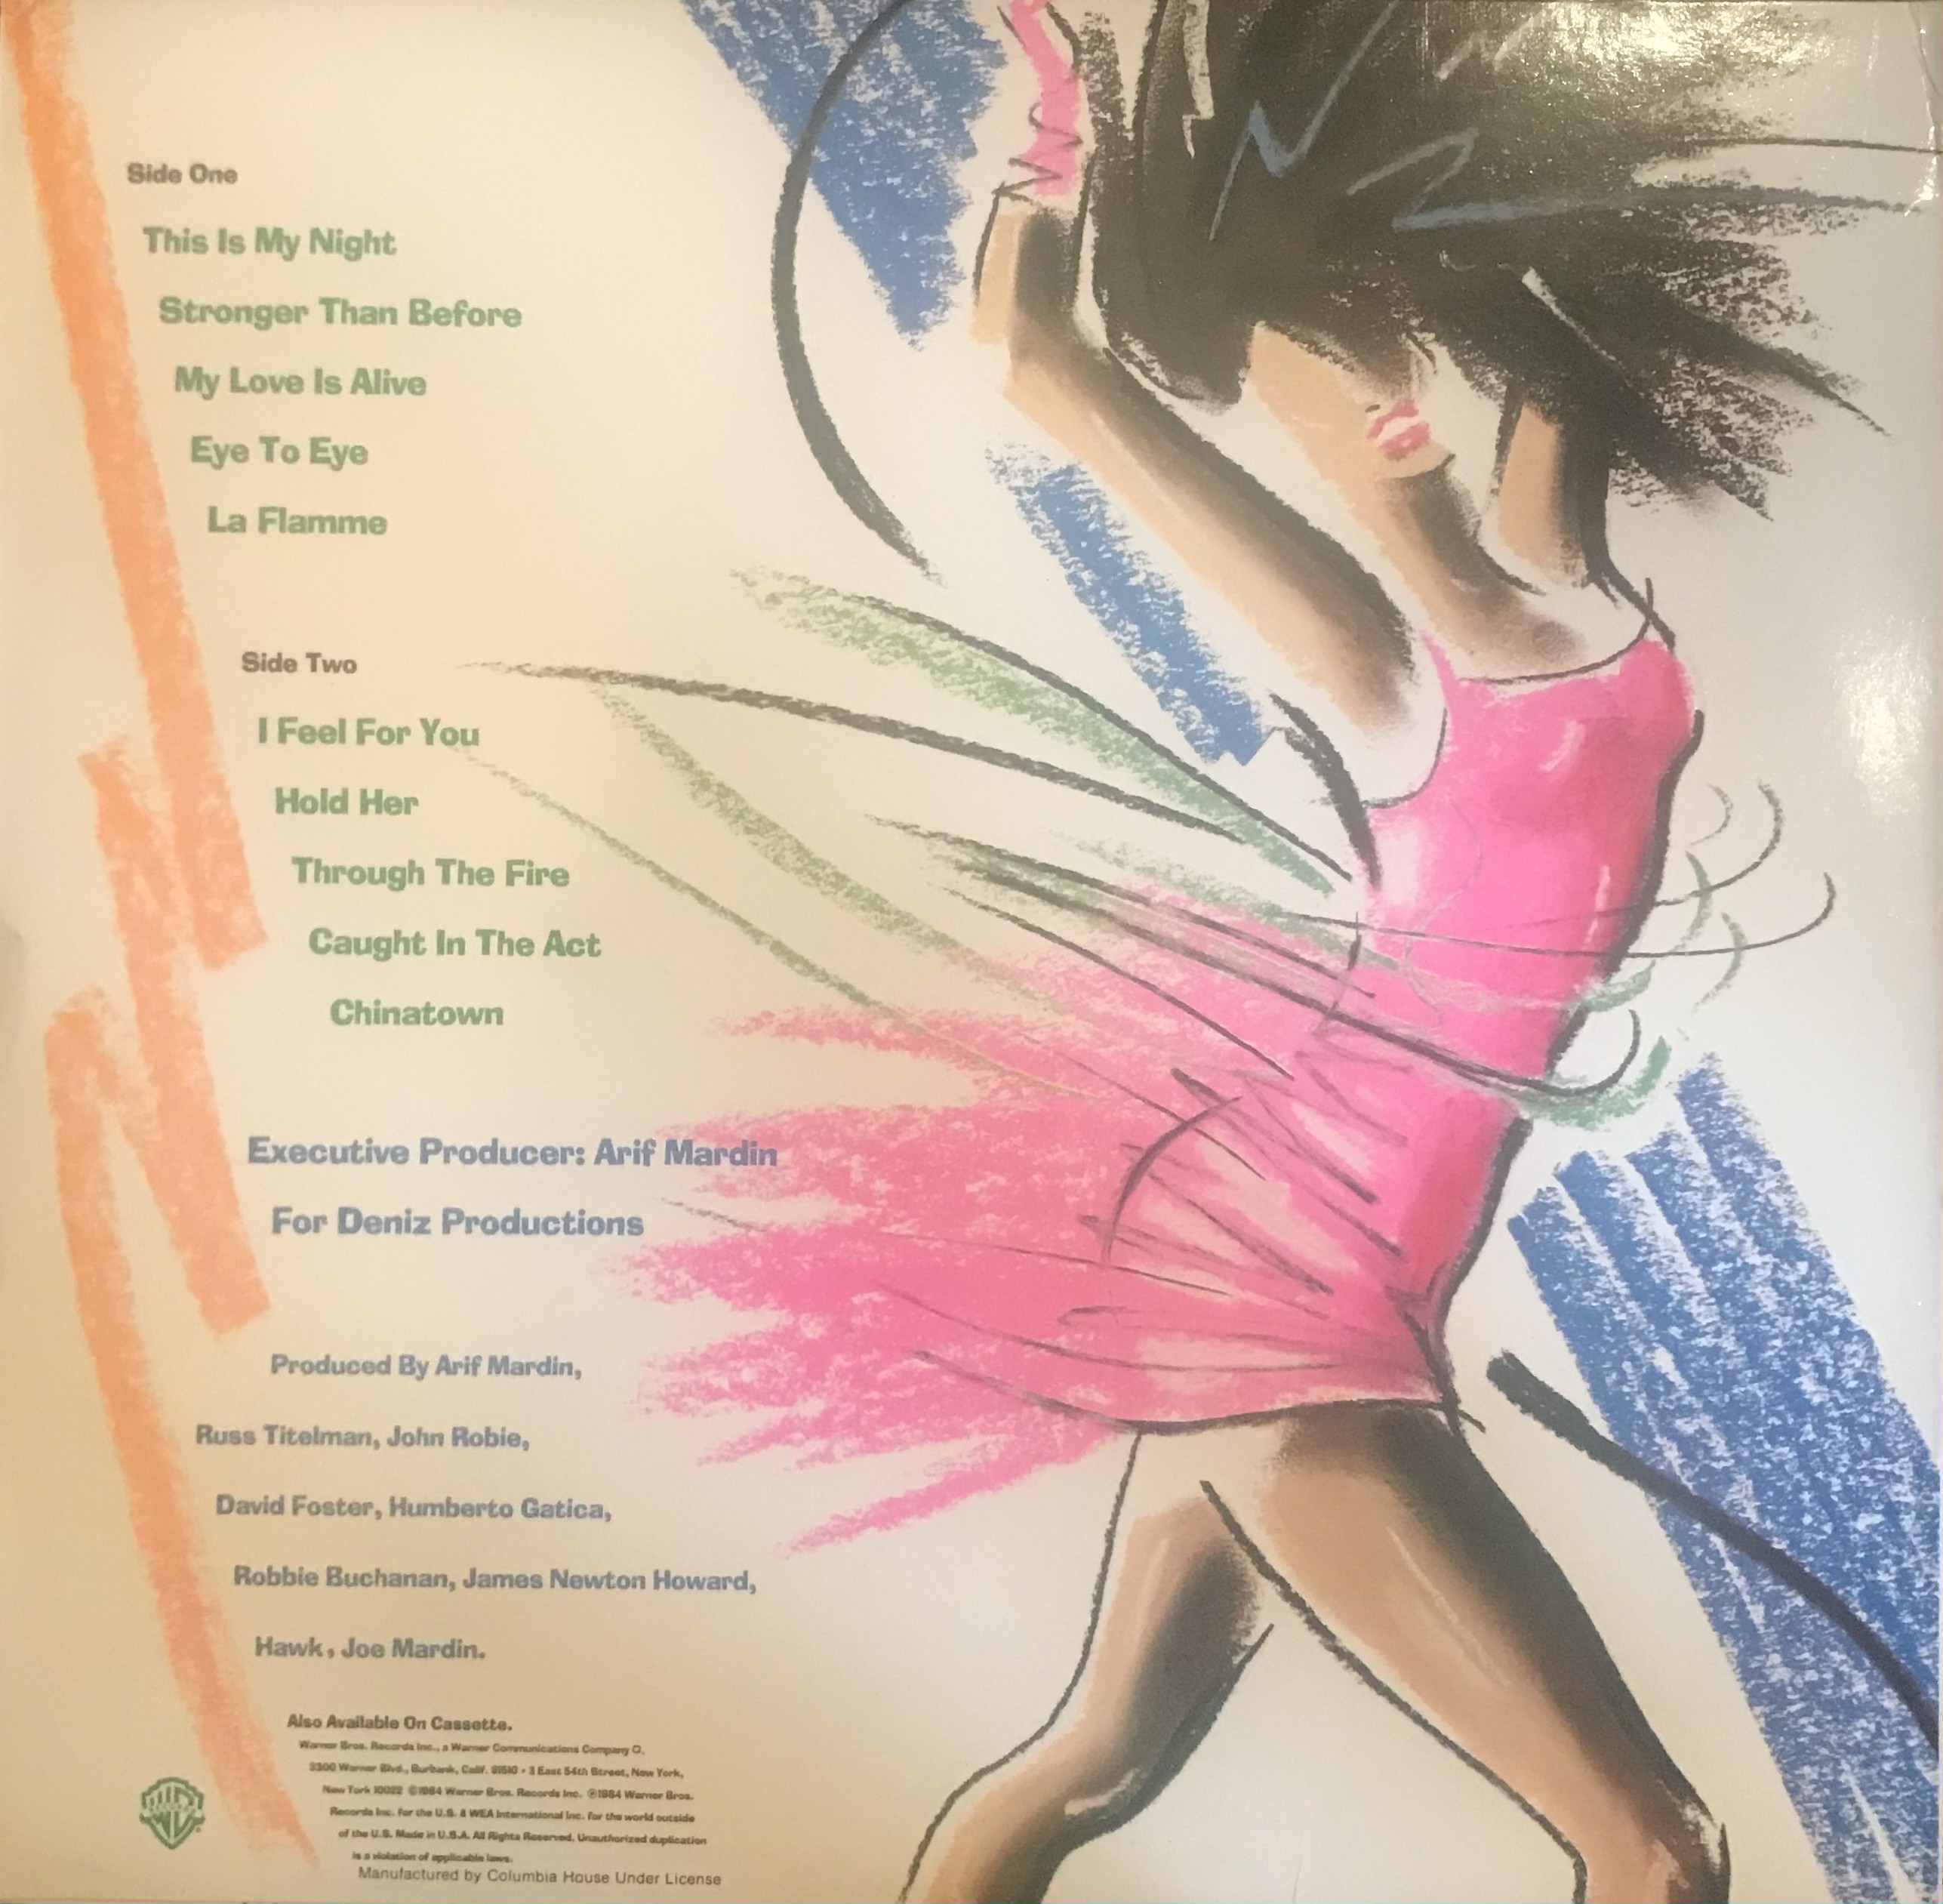 Side One
This Is My Night
Stronger Than Before
My Love Is Alive
Eye To Eye
La Flamme
Side Two
I Feel For You
Hold Her
Through The Fire
Caught In The Act
Chinatown
Executive Producer: Arif Mardin
For Deniz Productions
Produced By Arif Mardin,
Russ Titelman, John Robie,
David Foster, Humberto Gatica,
Robbie Buchanan, James Newton Howard,
Hawk, Joe Mardin.
Also Available On Cassette.
Warner Bros. Records Inc., a Warner Communications Company
3300 Warner Blvd., Burbank, Calif. 91510 • 3 East 54th Street, New York,
New York 10022 ©1984 Warner Bros. Records Inc. ℗1984 Warner Bros.
Records Inc. for the U.S. & WEA International Inc. for the world outside
of the U.S. Made in U.S.A. All Rights Reserved. Unauthorized duplication
is a violation of applicable laws.
Manufactured by Columbia House Under License